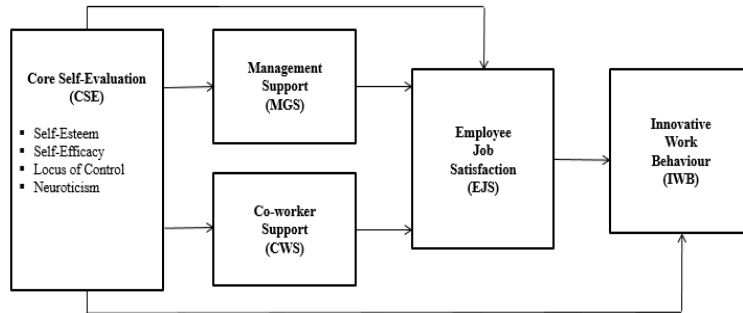 Core Self-Evaluation
(CSE)
▪ Self-Esteem
▪ Self-Efficacy
▪ Locus of Control
▪ Neuroticism
Management
Support
(MGS)
Co-worker
Support
(CWS)
Employee
Job
Satisfaction
(EJS)
Innovative
Work
Behaviour
(IWB)